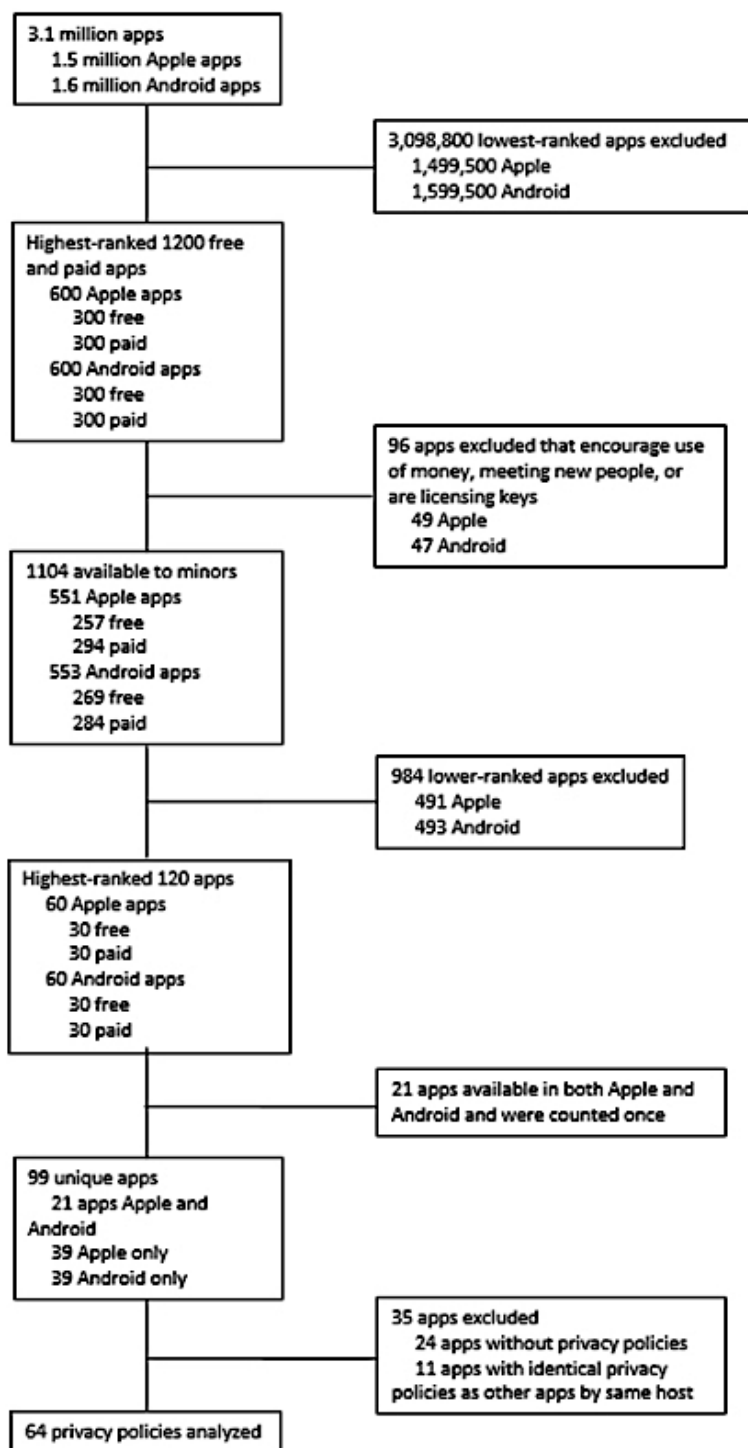 3.1 million apps
1.5 million Apple apps
1.6 million Android apps
3,098,800 lowest-ranked apps excluded
1,499,500 Apple
1,599,500 Android
Highest-ranked 1200 free
and paid apps
600 Apple apps
300 free
300 paid
600 Android apps
300 free
300 paid
96 apps excluded that encourage use
of money, meeting new people, or
are licensing keys
49 Apple
47 Android
1104 available to minors
551 Apple apps
257 free
294 paid
553 Android apps
269 free
284 paid
984 lower-ranked apps excluded
491 Apple
493 Android
Highest-ranked 120 apps
60 Apple apps
30 free
30 paid
60 Android apps
30 free
30 paid
21 apps available in both Apple and
Android and were counted once
99 unique apps
21 apps Apple and
Android
39 Apple only
39 Android only
35 apps excluded
24 apps without privacy policies
11 apps with identical privacy
policies as other apps by same host
64 privacy policies analyzed